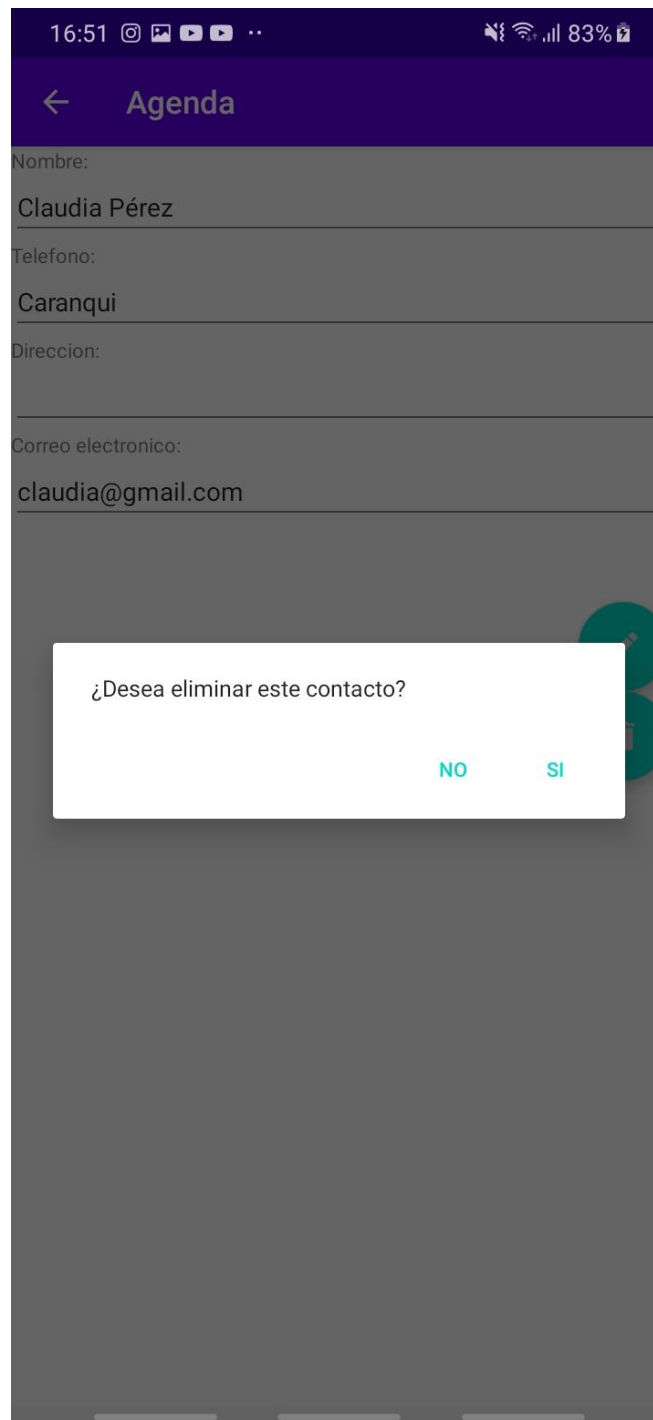 16:51 83%
Agenda
Nombre:
Claudia Pérez
Telefono:
Caranqui
Direccion:
Correo electronico:
claudia@gmail.com
¿Desea eliminar este contacto?
NO SI